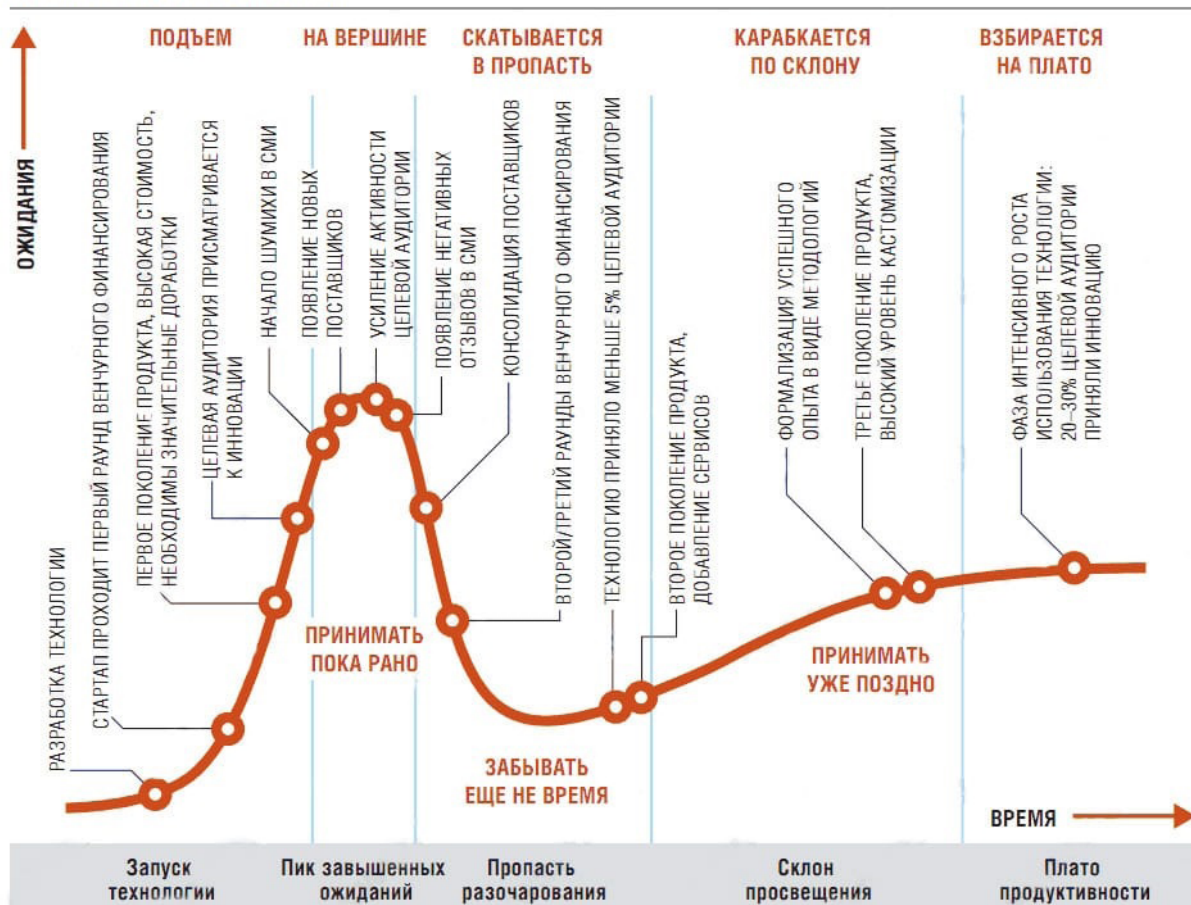 ПОДЪЕМ
НА ВЕРШИНЕ
СКАТЫВАЕТСЯ
В ПРОПАСТЬ
КАРАБКАЕТСЯ
ПО СКЛОНУ
ВЗБИРАЕТСЯ
НА ПЛАТО
ОЖИДАНИЯ
РАЗРАБОТКА ТЕХНОЛОГИИ
СТАРТАП ПРОХОДИТ ПЕРВЫЙ РАУНД ВЕНЧУРНОГО ФИНАНСИРОВАНИЯ
ПЕРВОЕ ПОКОЛЕНИЕ ПРОДУКТА, ВЫСОКАЯ СТОИМОСТЬ,
НЕОБХОДИМЫ ЗНАЧИТЕЛЬНЫЕ ДОРАБОТКИ
ЦЕЛЕВАЯ АУДИТОРИЯ ПРИСМАТРИВАЕТСЯ
К ИННОВАЦИИ
НАЧАЛО ШУМИХИ В СМИ
ПОЯВЛЕНИЕ НОВЫХ
ПОСТАВЩИКОВ
УСИЛЕНИЕ АКТИВНОСТИ
ЦЕЛЕВОЙ АУДИТОРИИ
ПОЯВЛЕНИЕ НЕГАТИВНЫХ
ОТЗЫВОВ В СМИ
КОНСОЛИДАЦИЯ ПОСТАВЩИКОВ
ВТОРОЙ/ТРЕТИЙ РАУНДЫ ВЕНЧУРНОГО ФИНАНСИРОВАНИЯ
ТЕХНОЛОГИЮ ПРИНЯЛО МЕНЬШЕ 5% ЦЕЛЕВОЙ АУДИТОРИИ
ВТОРОЕ ПОКОЛЕНИЕ ПРОДУКТА,
ДОБАВЛЕНИЕ СЕРВИСОВ
ФОРМАЛИЗАЦИЯ УСПЕШНОГО
ОПЫТА В ВИДЕ МЕТОДОЛОГИЙ
ТРЕТЬЕ ПОКОЛЕНИЕ ПРОДУКТА,
ВЫСОКИЙ УРОВЕНЬ КАСТОМИЗАЦИИ
ФАЗА ИНТЕНСИВНОГО РОСТА
ИСПОЛЬЗОВАНИЯ ТЕХНОЛОГИИ:
20–30% ЦЕЛЕВОЙ АУДИТОРИИ
ПРИНЯЛИ ИННОВАЦИЮ
ПРИНИМАТЬ
ПОКА РАНО
ЗАБЫВАТЬ
ЕЩЕ НЕ ВРЕМЯ
ПРИНИМАТЬ
УЖЕ ПОЗДНО
ВРЕМЯ
Запуск
технологии
Пик завышенных
ожиданий
Пропасть
разочарования
Склон
просвещения
Плато
продуктивности